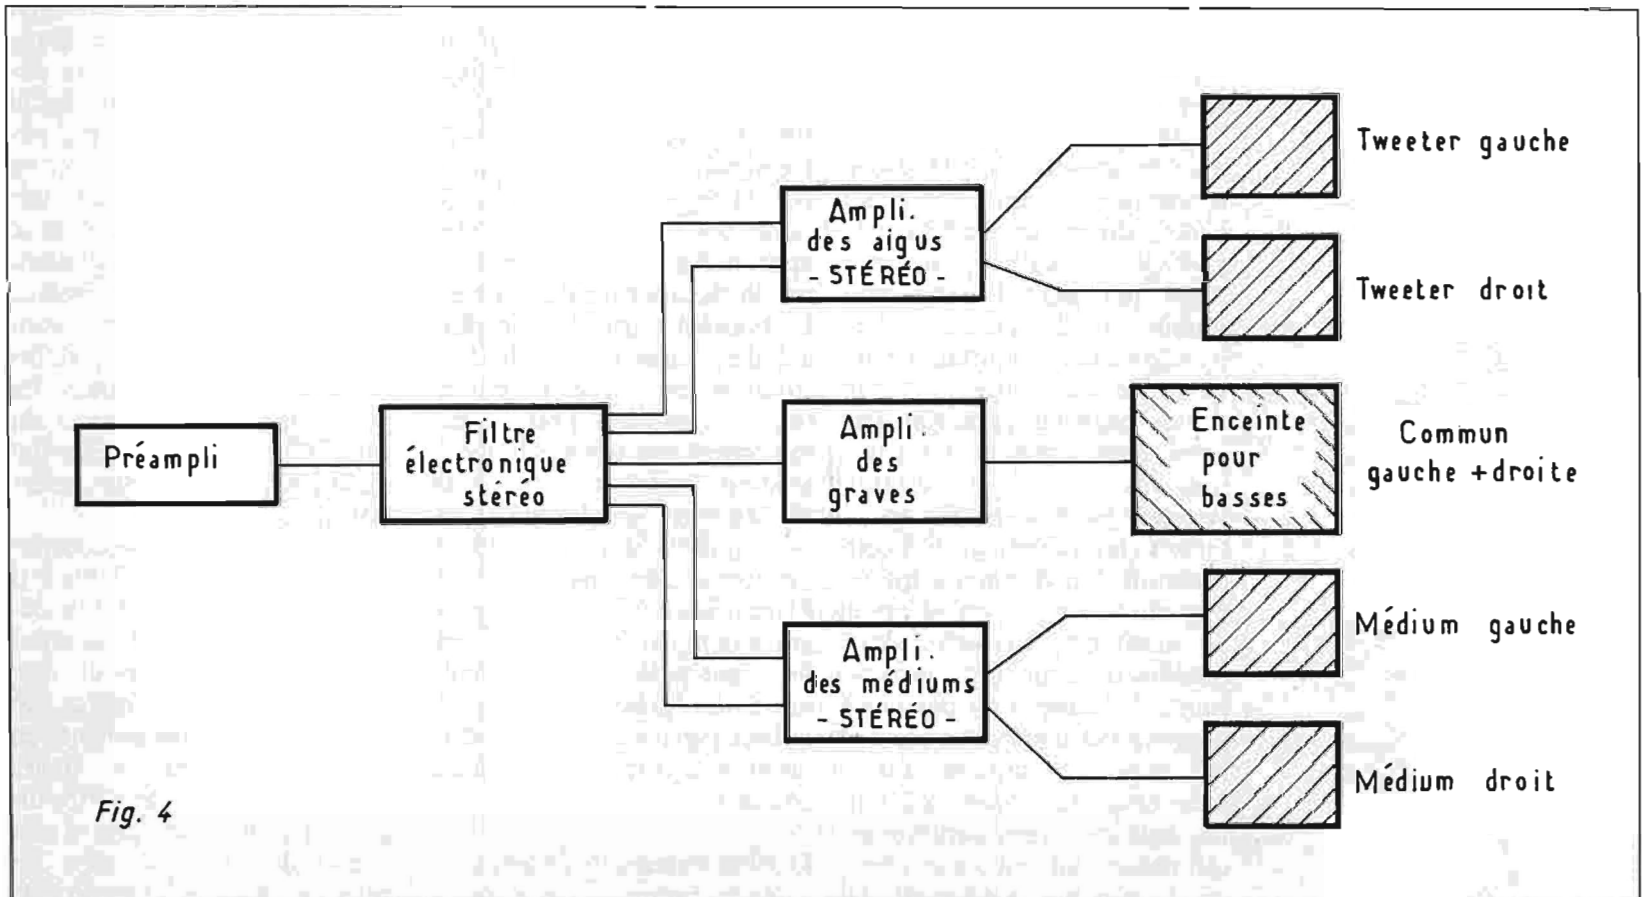 Tweeter gauche
Ampli.
des aigus
- STÉRÉO -
Tweeter droit
Préampli
Filtre
électronique
stéréo
Ampli.
des
graves
Enceinte
pour
basses
Commun
gauche + droite
Ampli.
des médiums
- STÉRÉO -
Médium gauche
Médium droit
Fig. 4